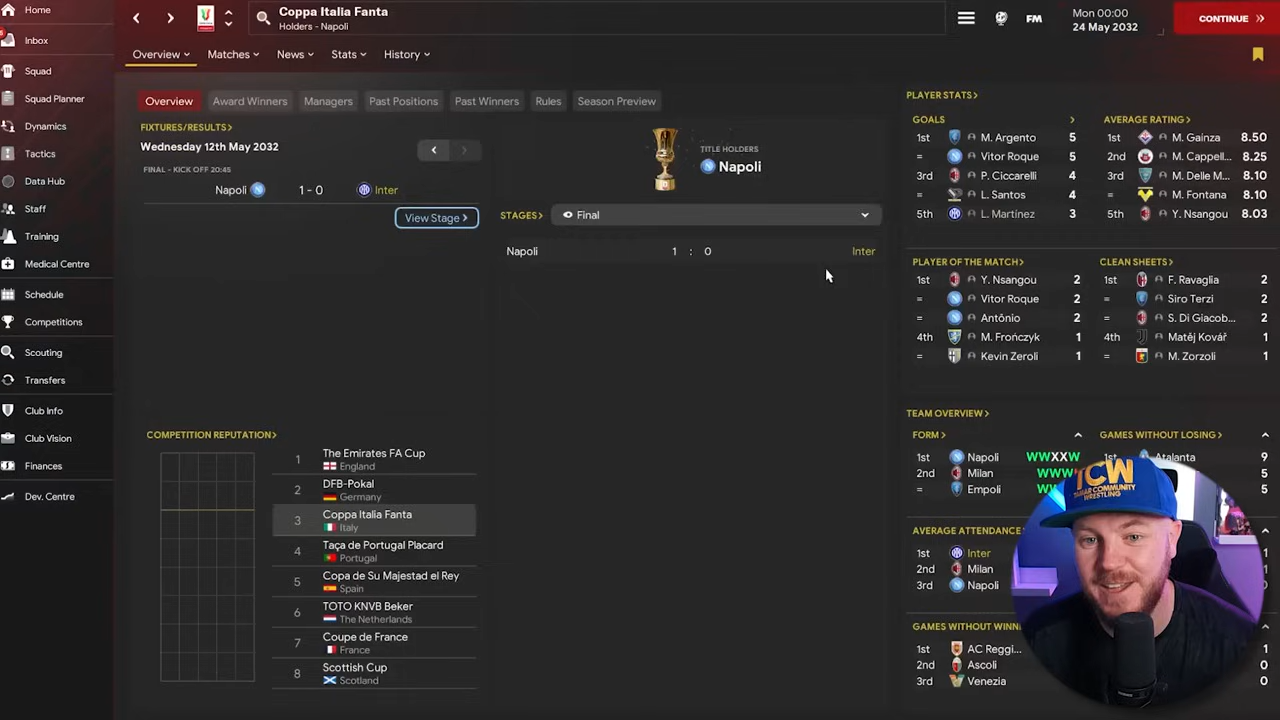 Home
Inbox
Squad
Squad Planner
Dynamics
Tactics
Data Hub
Staff
Training
Medical Centre
Schedule
Competitions
Scouting
Transfers
Club Info
Club Vision
Finances
Dev. Centre
Coppa Italia Fanta
Holders - Napoli
FM
Mon 00:00
24 May 2032
CONTINUE
Overview
Matches
News
Stats
History
Overview
Award Winners
Managers
Past Positions
Past Winners
Rules
Season Preview
FIXTURES/RESULTS
Wednesday 12th May 2032
FINAL - KICK OFF 20:45
Napoli 1 - 0 Inter
View Stage
TITLE HOLDERS
Napoli
STAGES
Final
Napoli 1 : 0 Inter
COMPETITION REPUTATION
1 The Emirates FA Cup
England
2 DFB-Pokal
Germany
3 Coppa Italia Fanta
Italy
4 Taça de Portugal Placard
Portugal
5 Copa de Su Majestad el Rey
Spain
6 TOTO KNVB Beker
The Netherlands
7 Coupe de France
France
8 Scottish Cup
Scotland
PLAYER STATS
GOALS
1st M. Argento 5
= Vitor Roque 5
3rd P. Ciccarelli 4
= L. Santos 4
5th L. Martínez 3
AVERAGE RATING
1st M. Gaínza 8.50
2nd M. Cappell... 8.25
3rd M. Delle M... 8.10
= M. Fontana 8.10
5th Y. Nsangou 8.03
PLAYER OF THE MATCH
1st Y. Nsangou 2
= Vitor Roque 2
= Antônio 2
4th M. Frończyk 1
= Kevin Zeroli 1
CLEAN SHEETS
1st F. Ravaglia 2
= Siro Terzi 2
= S. Di Giacob... 2
4th Matěj Kovář 1
= M. Zorzoli 1
TEAM OVERVIEW
FORM
1st Napoli WWXXW
2nd Milan WWW
= Empoli
GAMES WITHOUT LOSING
1st Atalanta 9
5
5
AVERAGE ATTENDANCE
1st Inter
2nd Milan
3rd Napoli
1
1
0
GAMES WITHOUT WINN
1st AC Reggi... 1
2nd Ascoli 0
3rd Venezia 0
TCW
TAMAR COMMUNITY
WRESTLING